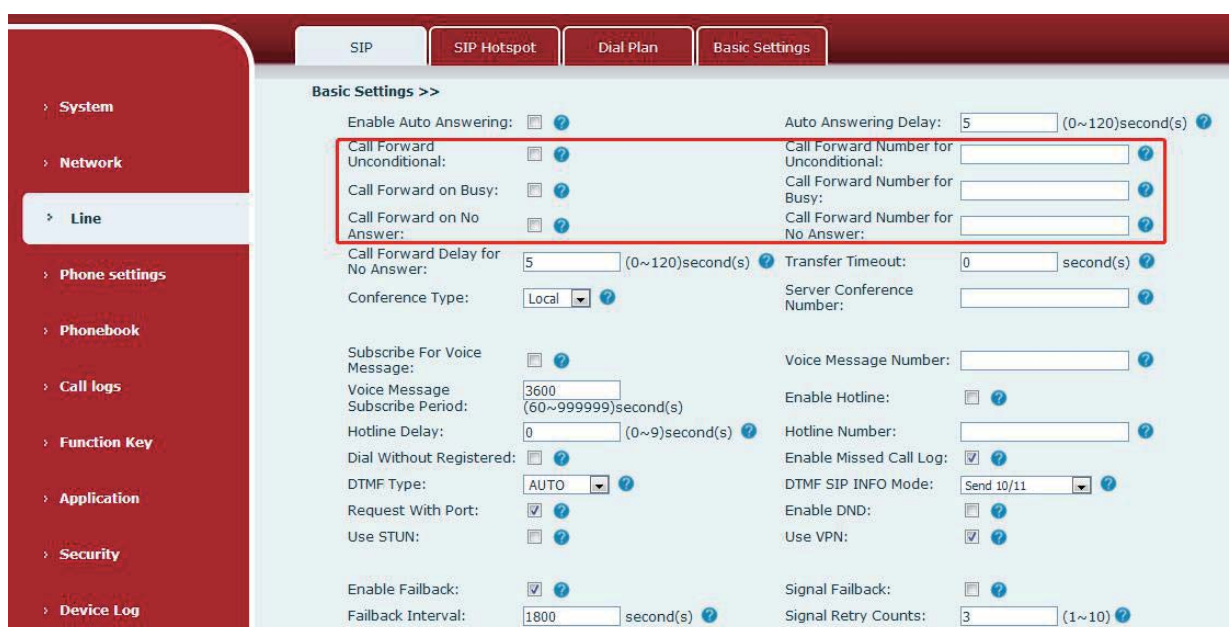 SIP
SIP Hotspot
Dial Plan
Basic Settings
System
Network
Line
Phone settings
Phonebook
Call logs
Function Key
Application
Security
Device Log
Basic Settings >>
Enable Auto Answering:
Auto Answering Delay: 5 (0~120)second(s)
Call Forward
Unconditional:
Call Forward Number for
Unconditional:
Call Forward on Busy:
Call Forward Number for
Busy:
Call Forward on No
Answer:
Call Forward Number for
No Answer:
Call Forward Delay for
No Answer:
5 (0~120)second(s)
Transfer Timeout: 0 second(s)
Conference Type: Local
Server Conference
Number:
Subscribe For Voice
Message:
Voice Message Number:
Voice Message
Subscribe Period:
3600
(60~999999)second(s)
Enable Hotline:
Hotline Delay: 0 (0~9)second(s)
Hotline Number:
Dial Without Registered:
Enable Missed Call Log:
DTMF Type: AUTO
DTMF SIP INFO Mode: Send 10/11
Request With Port:
Enable DND:
Use STUN:
Use VPN:
Enable Failback:
Signal Failback:
Failback Interval: 1800 second(s)
Signal Retry Counts: 3 (1~10)